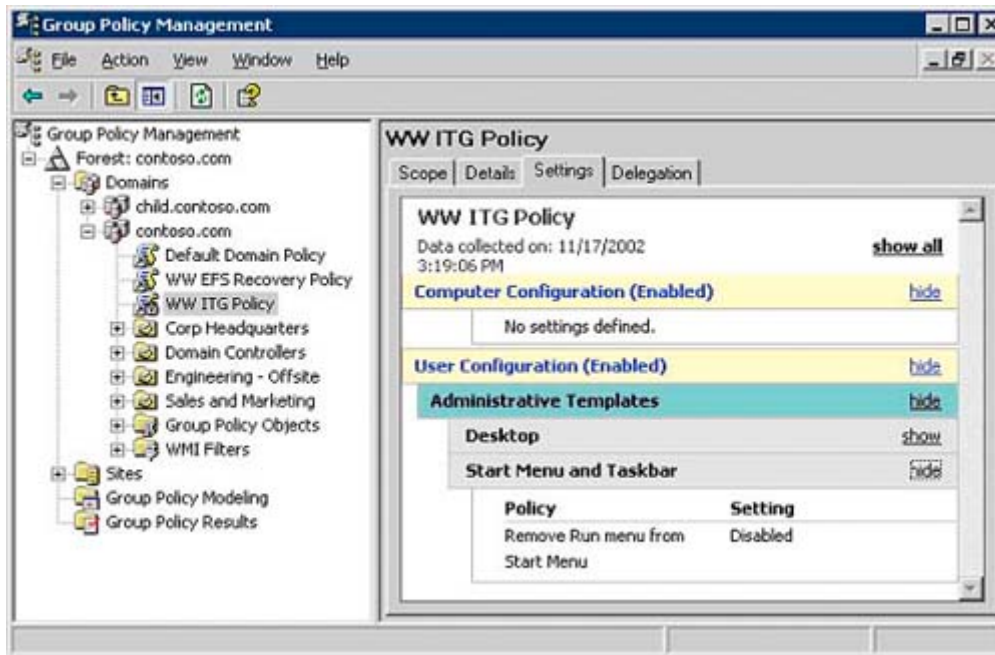 Group Policy Management
File Action View Window Help
Group Policy Management
Forest: contoso.com
Domains
child.contoso.com
contoso.com
Default Domain Policy
WW EFS Recovery Policy
WW ITG Policy
Corp Headquarters
Domain Controllers
Engineering - Offsite
Sales and Marketing
Group Policy Objects
WMI Filters
Sites
Group Policy Modeling
Group Policy Results
WW ITG Policy
Scope Details Settings Delegation
WW ITG Policy
Data collected on: 11/17/2002
3:19:06 PM
show all
Computer Configuration (Enabled) hide
No settings defined.
User Configuration (Enabled) hide
Administrative Templates hide
Desktop show
Start Menu and Taskbar hide
Policy Setting
Remove Run menu from Disabled
Start Menu